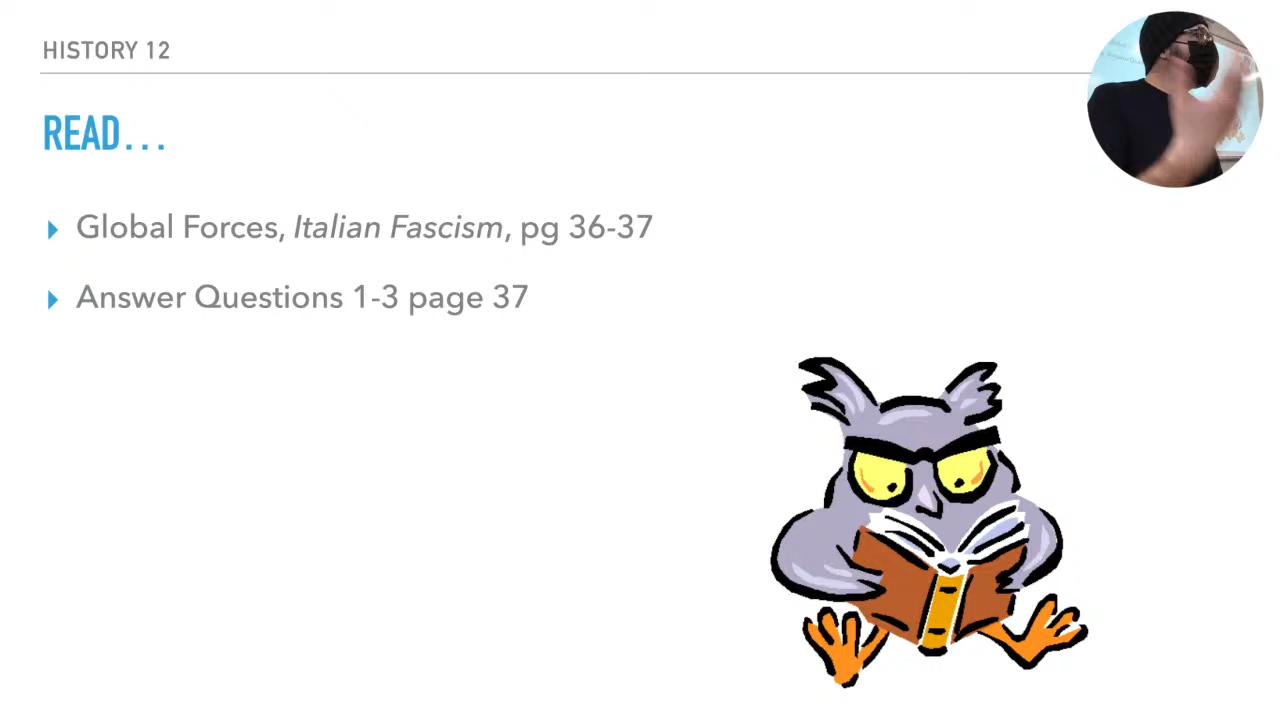 HISTORY 12
READ...
Global Forces, Italian Fascism, pg 36-37
Answer Questions 1-3 page 37